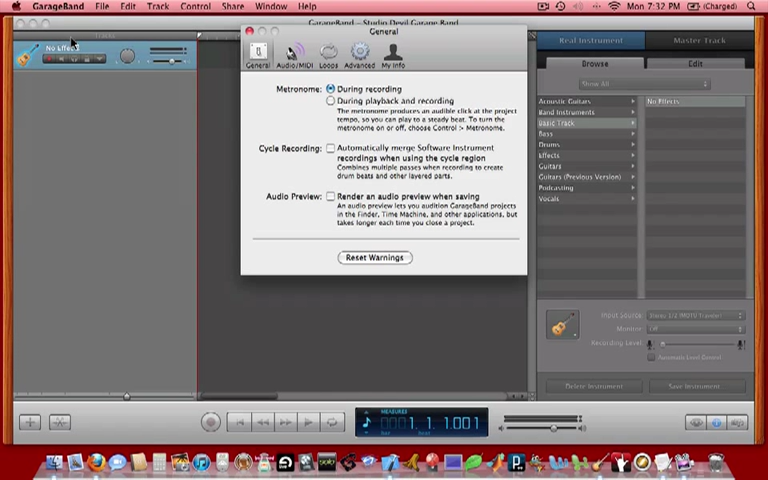 GarageBand File Edit Track Control Share Window Help
Mon 7:32 PM (Charged)
GarageBand – Studio Devil Garage Band
General
General Audio/MIDI Loops Advanced My Info
Metronome: During recording
During playback and recording
The metronome produces an audible click at the project
tempo, so you can play to a steady beat. To turn the
metronome on or off, choose Control > Metronome.
Cycle Recording: Automatically merge Software Instrument
recordings when using the cycle region
Combines multiple passes when recording to create
drum beats and other layered parts.
Audio Preview: Render an audio preview when saving
An audio preview lets you audition GarageBand projects
in the Finder, Time Machine, and other applications, but
takes longer each time you close a project.
Reset Warnings
TRACKS
No Effects
Real Instrument Master Track
Browse Edit
Show All
Acoustic Guitars
Band Instruments
Basic Track
Bass
Drums
Effects
Guitars
Guitars (Previous Version)
Podcasting
Vocals
No Effects
Input Source:
Monitor: Off
Recording Level:
Automatic Level Control
Delete Instrument Save Instrument
MEASURES
0001. 1. 1.001
bar beat